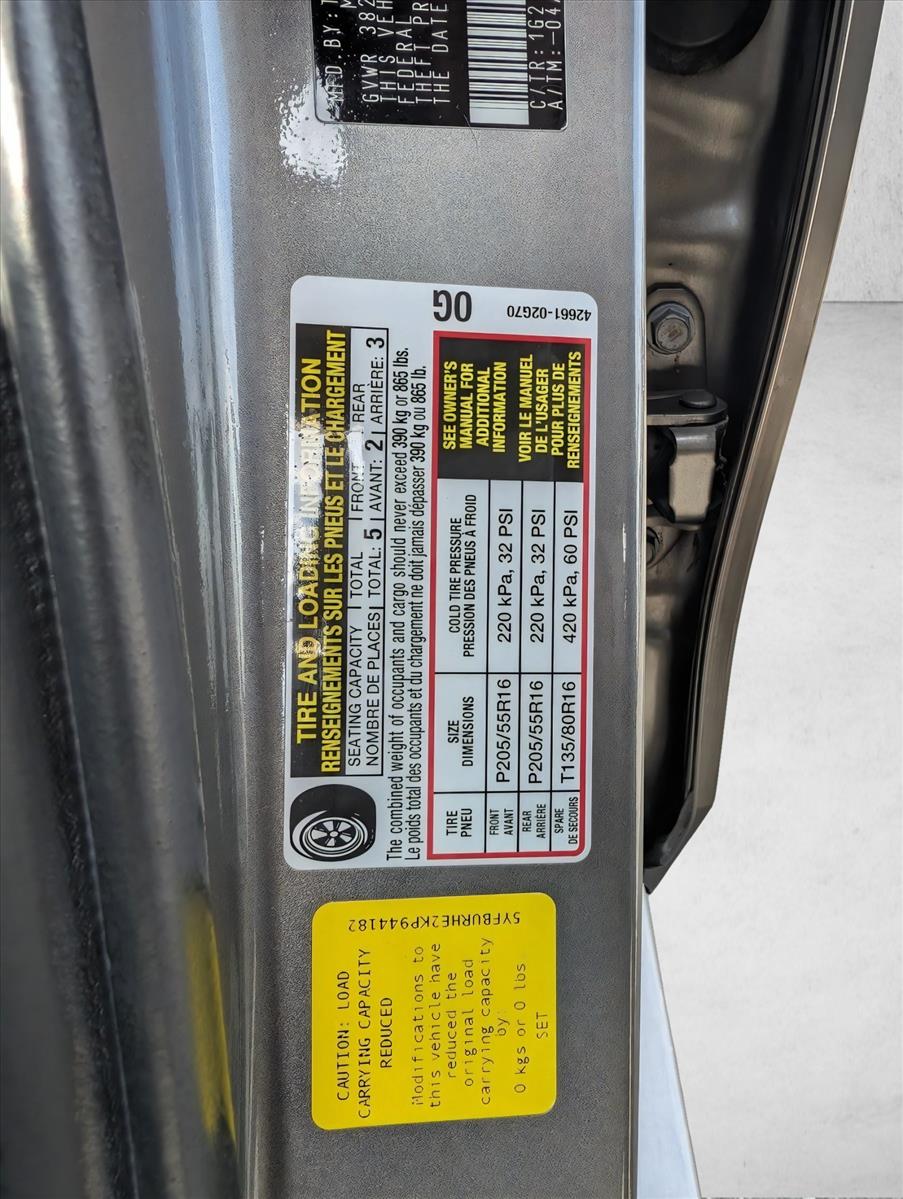 MFD. BY: T
GVWR 382
THIS VEH
FEDERAL
THEFT PR
THE DATE
C/TR: 1G2
A/TM: -04
TIRE AND LOADING INFORMATION
RENSEIGNEMENTS SUR LES PNEUS ET LE CHARGEMENT
SEATING CAPACITY TOTAL FRONT REAR
NOMBRE DE PLACES TOTAL: 5 AVANT: 2 ARRIÈRE: 3
The combined weight of occupants and cargo should never exceed 390 kg or 865 lbs.
Le poids total des occupants et du chargement ne doit jamais dépasser 390 kg ou 865 lb.
TIRE SIZE COLD TIRE PRESSURE
PNEU DIMENSIONS PRESSION DES PNEUS À FROID
FRONT P205/55R16 220 kPa, 32 PSI
AVANT
REAR P205/55R16 220 kPa, 32 PSI
ARRIÈRE
SPARE T135/80R16 420 kPa, 60 PSI
DE SECOURS
SEE OWNER'S
MANUAL FOR
ADDITIONAL
INFORMATION
VOIR LE MANUEL
DE L'USAGER
POUR PLUS DE
RENSEIGNEMENTS
0G
42661-02G70
5YFBURHE2KP944182
CAUTION: LOAD
CARRYING CAPACITY
REDUCED
Modifications to
this vehicle have
reduced the
original load
carrying capacity
by:
0 kgs or 0 lbs
SET